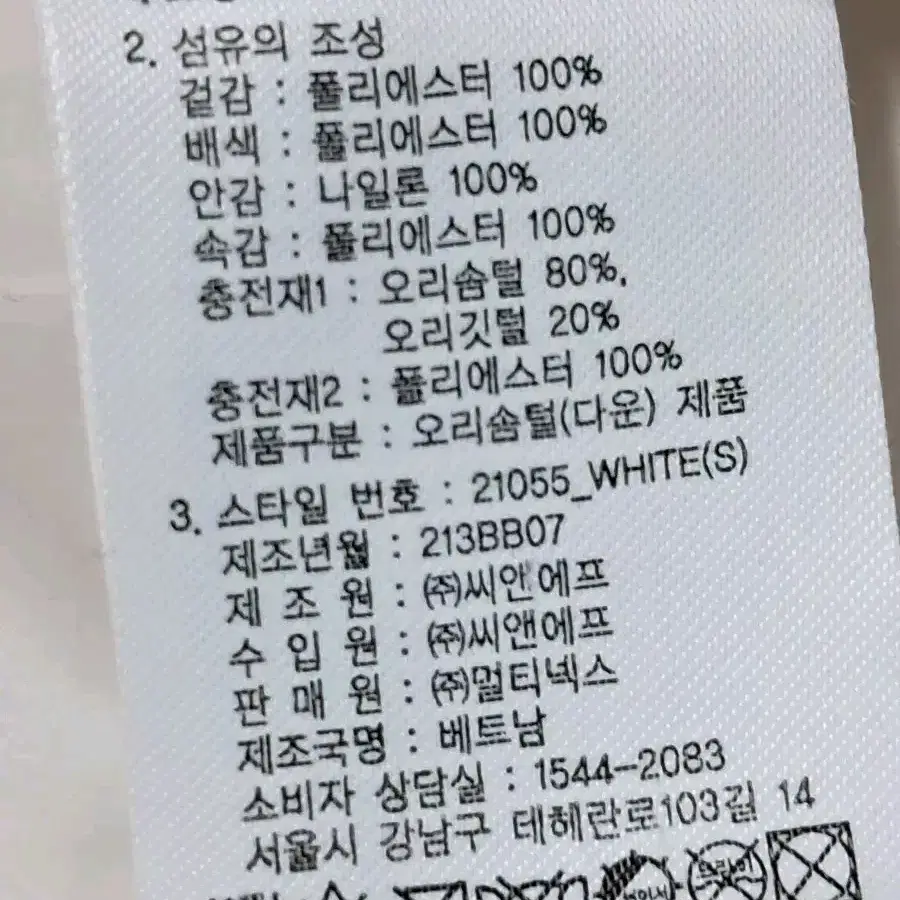 2. 섬유의 조성
겉감 : 폴리에스터 100%
배색 : 폴리에스터 100%
안감 : 나일론 100%
속감 : 폴리에스터 100%
충전재1 : 오리솜털 80%,
오리깃털 20%
충전재2 : 폴리에스터 100%
제품구분 : 오리솜털(다운) 제품
3. 스타일 번호 : 21055_WHITE(S)
제조년월 : 213BB07
제 조 원 : ㈜씨앤에프
수 입 원 : ㈜씨앤에프
판 매 원 : ㈜멀티넥스
제조국명 : 베트남
소비자 상담실 : 1544-2083
서울시 강남구 테헤란로103길 14
드라이